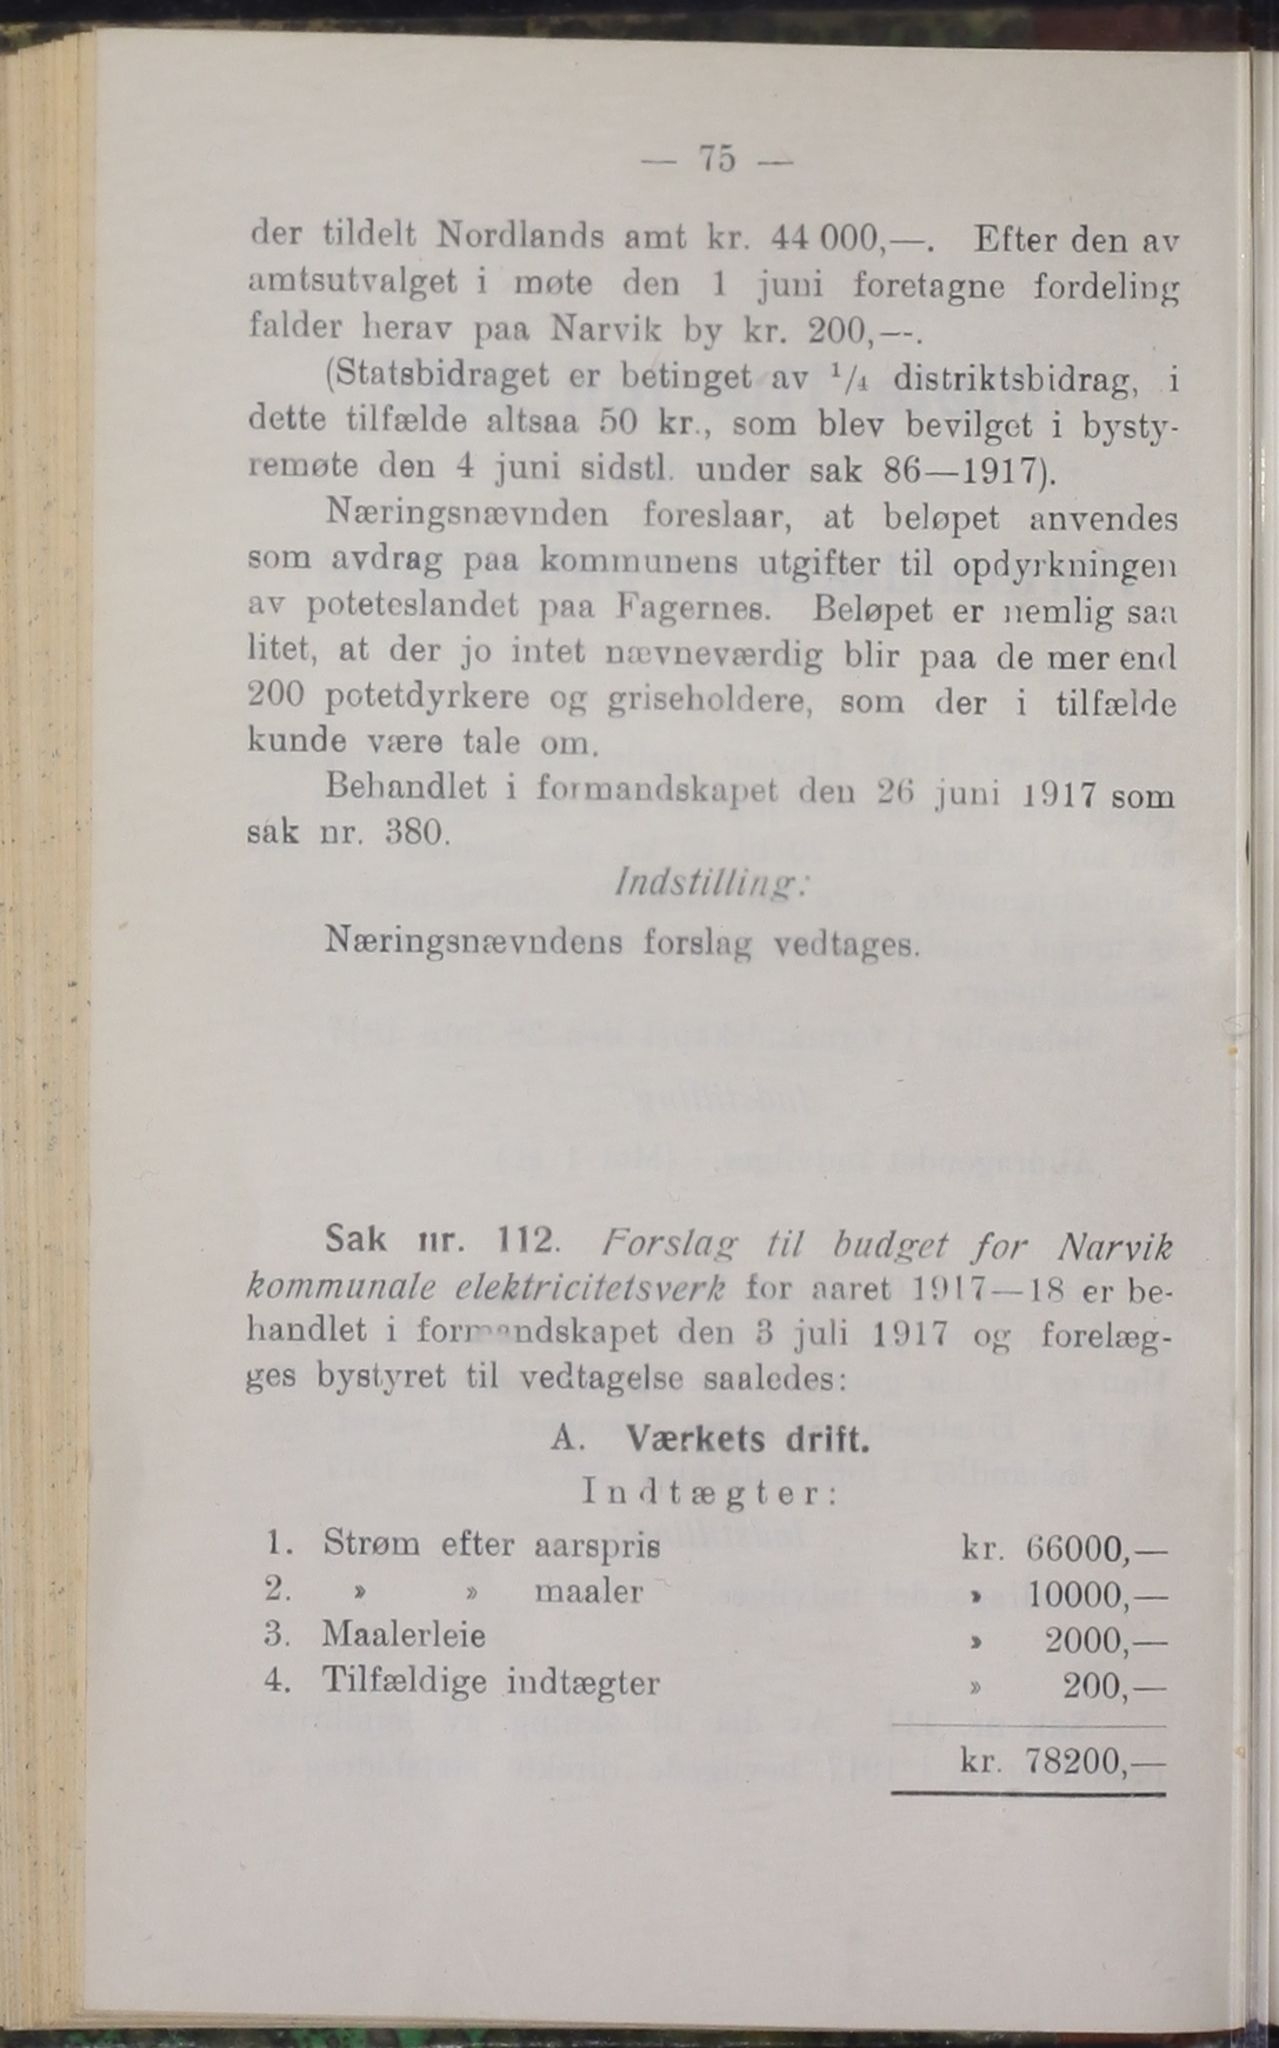 — 75 —
der tildelt Nordlands amt kr. 44 000,—. Efter den av
amtsutvalget i møte den 1 juni foretagne fordeling
falder herav paa Narvik by kr. 200,—-.
(Statsbidraget er betinget av 1/4 distriktsbidrag, i
dette tilfælde altsaa 50 kr., som blev bevilget i bysty-
remøte den 4 juni sidstl. under sak 86—1917).
Næringsnævnden foreslaar, at beløpet anvendes
som avdrag paa kommunens utgifter til opdyrkningen
av poteteslandet paa Fagernes. Beløpet er nemlig saa
litet, at der jo intet nævneværdig blir paa de mer end
200 potetdyrkere og griseholdere, som der i tilfælde
kunde være tale om.
Behandlet i formandskapet den 26 juni 1917 som
sak nr. 380.
Indstilling:
Næringsnævndens forslag vedtages.
Sak nr. 112. Forslag til budget for Narvik
kommunale elektricitetsverk for aaret 1917—18 er be-
handlet i formandskapet den 3 juli 1917 og forelæg-
ges bystyret til vedtagelse saaledes:
A. Værkets drift.
Indtægter:
1. Strøm efter aarspris kr. 66000,—
2. » » maaler » 10000,—
3. Maalerleie » 2000,—
4. Tilfældige indtægter » 200,—
kr. 78200,—